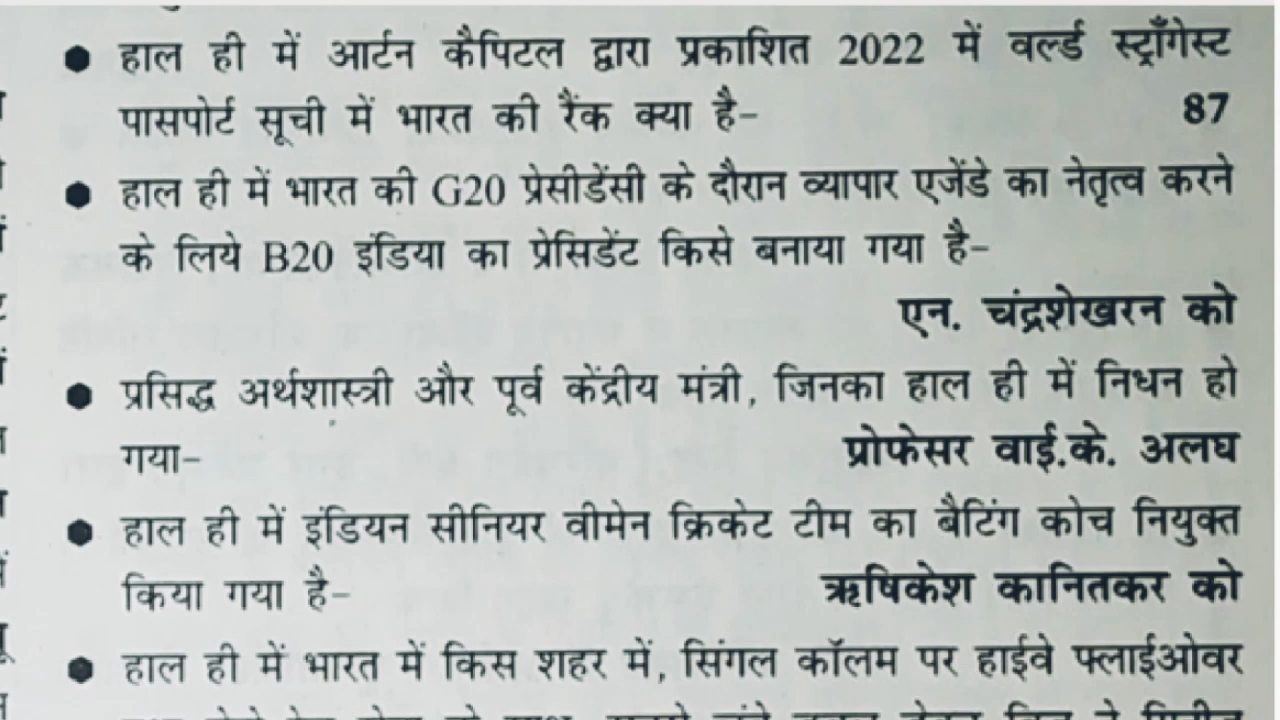 ● हाल ही में आर्टन कैपिटल द्वारा प्रकाशित 2022 में वर्ल्ड स्ट्राँगेस्ट
पासपोर्ट सूची में भारत की रैंक क्या है- 87
● हाल ही में भारत की G20 प्रेसीडेंसी के दौरान व्यापार एजेंडे का नेतृत्व करने
के लिये B20 इंडिया का प्रेसिडेंट किसे बनाया गया है-
एन. चंद्रशेखरन को
● प्रसिद्ध अर्थशास्त्री और पूर्व केंद्रीय मंत्री, जिनका हाल ही में निधन हो
गया- प्रोफेसर वाई.के. अलघ
● हाल ही में इंडियन सीनियर वीमेन क्रिकेट टीम का बैटिंग कोच नियुक्त
किया गया है- ऋषिकेश कानितकर को
● हाल ही में भारत में किस शहर में, सिंगल कॉलम पर हाईवे फ्लाईओवर